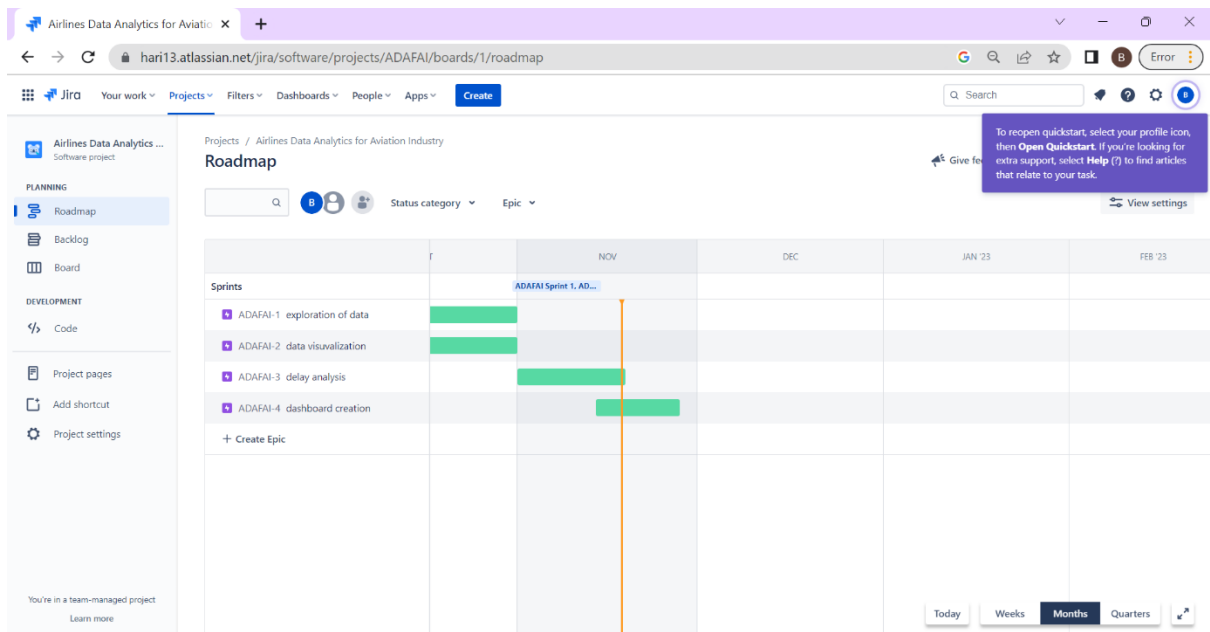 Airlines Data Analytics for Aviatio
hari13.atlassian.net/jira/software/projects/ADAFAI/boards/1/roadmap
G
B
Error
Jira Your work Projects Filters Dashboards People Apps Create
Search
B
Airlines Data Analytics ...
Software project
PLANNING
Roadmap
Backlog
Board
DEVELOPMENT
Code
Project pages
Add shortcut
Project settings
You're in a team-managed project
Learn more
Projects / Airlines Data Analytics for Aviation Industry
Roadmap
Give fe
To reopen quickstart, select your profile icon,
then Open Quickstart. If you're looking for
extra support, select Help (?) to find articles
that relate to your task.
B
Status category Epic
View settings
T NOV DEC JAN '23 FEB '23
Sprints
ADAFAI Sprint 1, AD...
ADAFAI-1 exploration of data
ADAFAI-2 data visuvalization
ADAFAI-3 delay analysis
ADAFAI-4 dashboard creation
+ Create Epic
Today Weeks Months Quarters